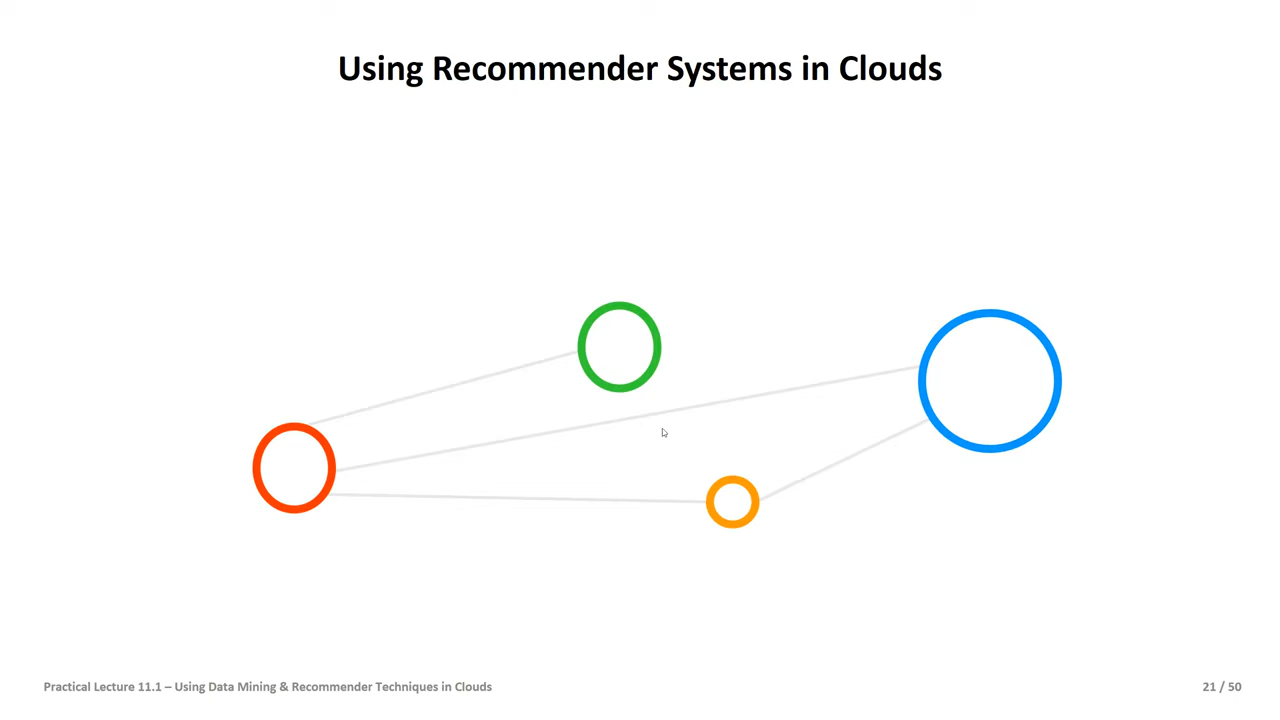 Using Recommender Systems in Clouds
Practical Lecture 11.1 – Using Data Mining & Recommender Techniques in Clouds
21 / 50